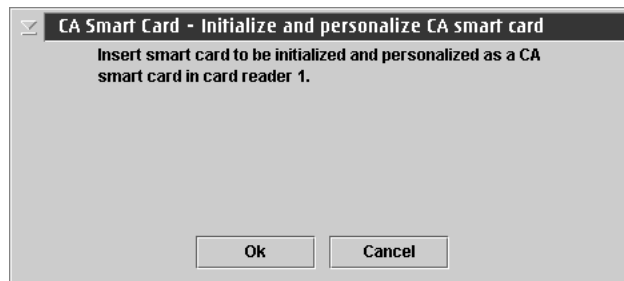 CA Smart Card - Initialize and personalize CA smart card
Insert smart card to be initialized and personalized as a CA
smart card in card reader 1.
Ok Cancel